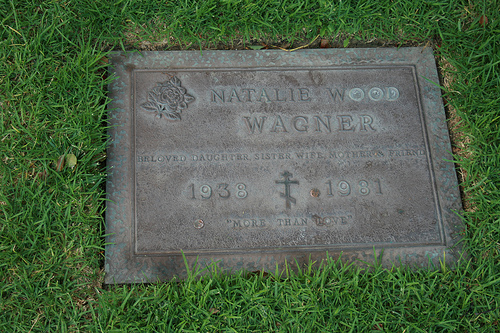 NATALIE WOOD
WAGNER
BELOVED DAUGHTER, SISTER, WIFE, MOTHER & FRIEND
1938 1981
"MORE THAN LOVE"